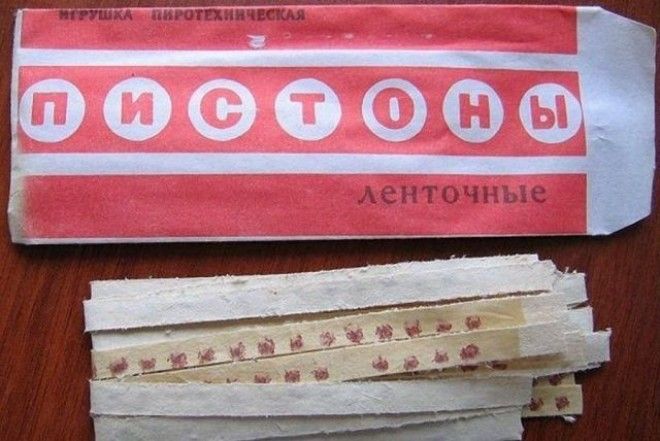 ИГРУШКА ПИРОТЕХНИЧЕСКАЯ
ПИСТОНЫ
ленточные